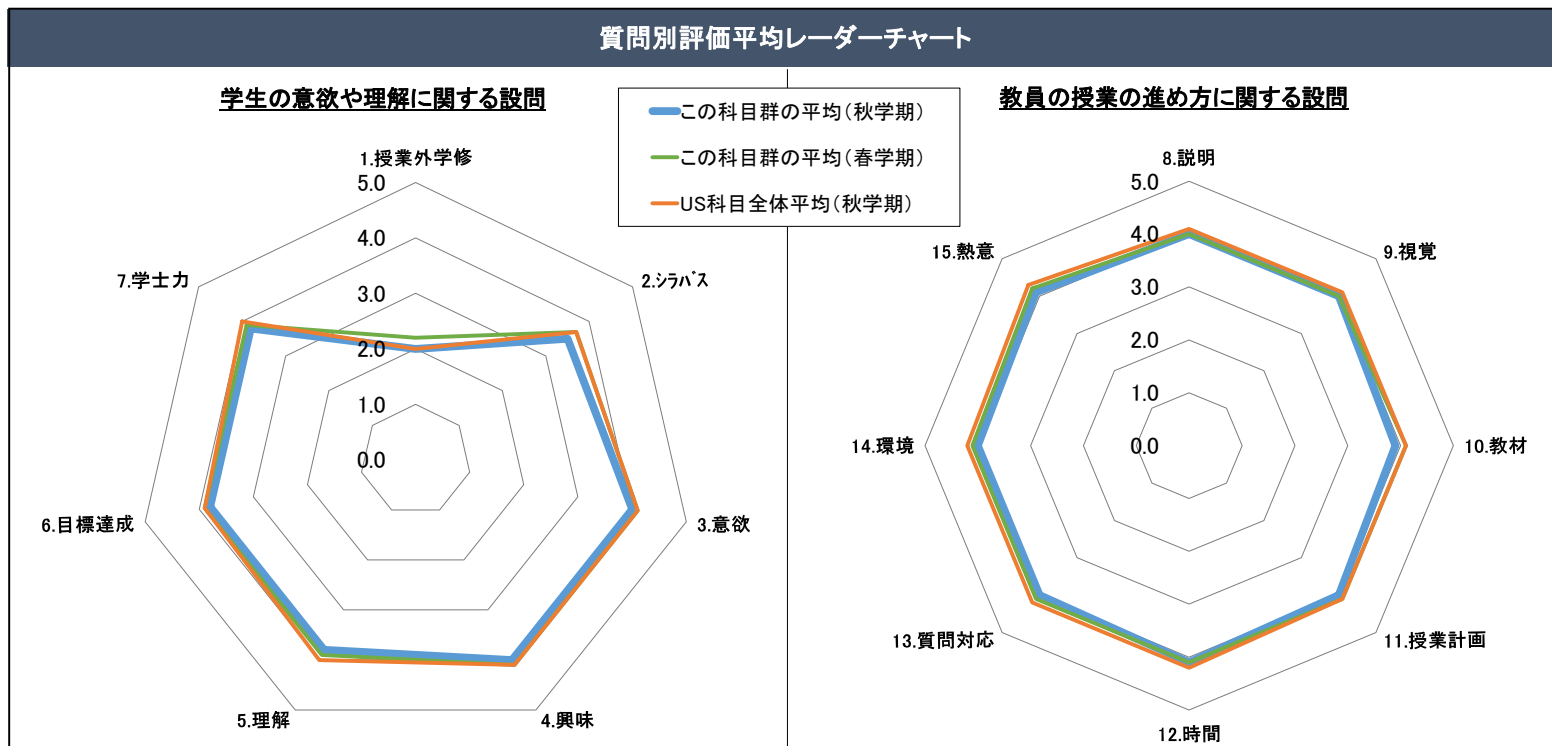 質問別評価平均レーダーチャート
学生の意欲や理解に関する設問
この科目群の平均(秋学期)
この科目群の平均(春学期)
US科目全体平均(秋学期)
教員の授業の進め方に関する設問
1.授業外学修
5.0
4.0
3.0
2.0
1.0
0.0
2.シラバス
3.意欲
4.興味
5.理解
6.目標達成
7.学士力
8.説明
5.0
4.0
3.0
2.0
1.0
0.0
9.視覚
10.教材
11.授業計画
12.時間
13.質問対応
14.環境
15.熱意